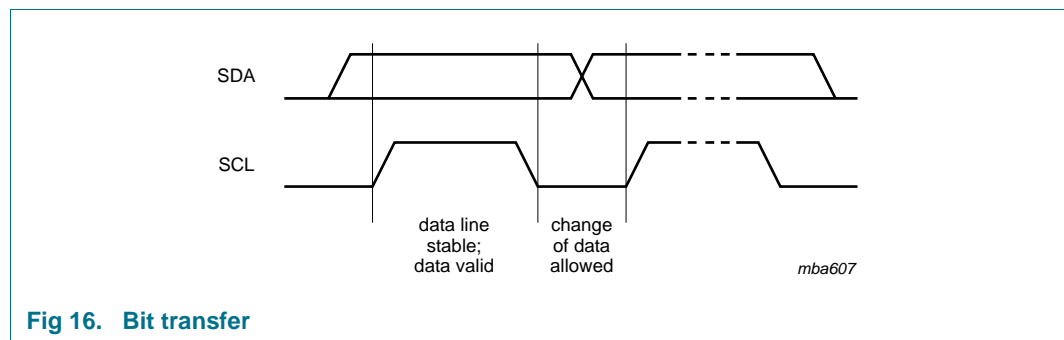 SDA
SCL
data line
stable;
data valid
change
of data
allowed
mba607
Fig 16. Bit transfer